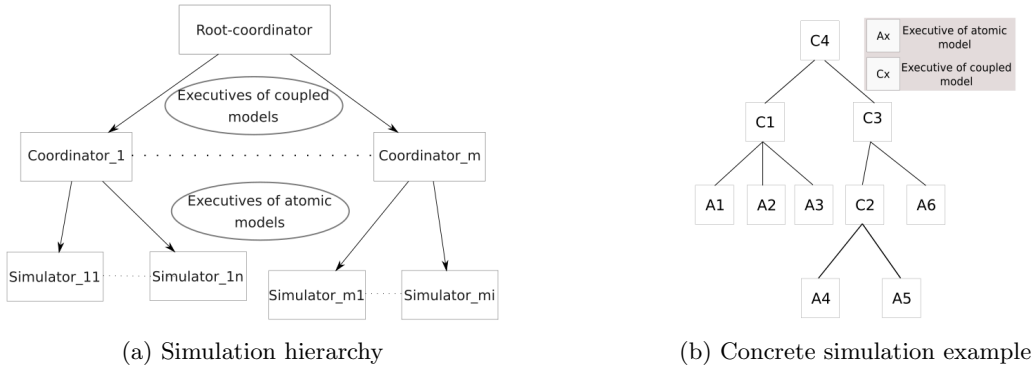 Root-coordinator
Executives of coupled
models
Coordinator_1
Coordinator_m
Executives of atomic
models
Simulator_11
Simulator_1n
Simulator_m1
Simulator_mi
(a) Simulation hierarchy
C4
Ax
Executive of atomic
model
Cx
Executive of coupled
model
C1
C3
A1
A2
A3
C2
A6
A4
A5
(b) Concrete simulation example